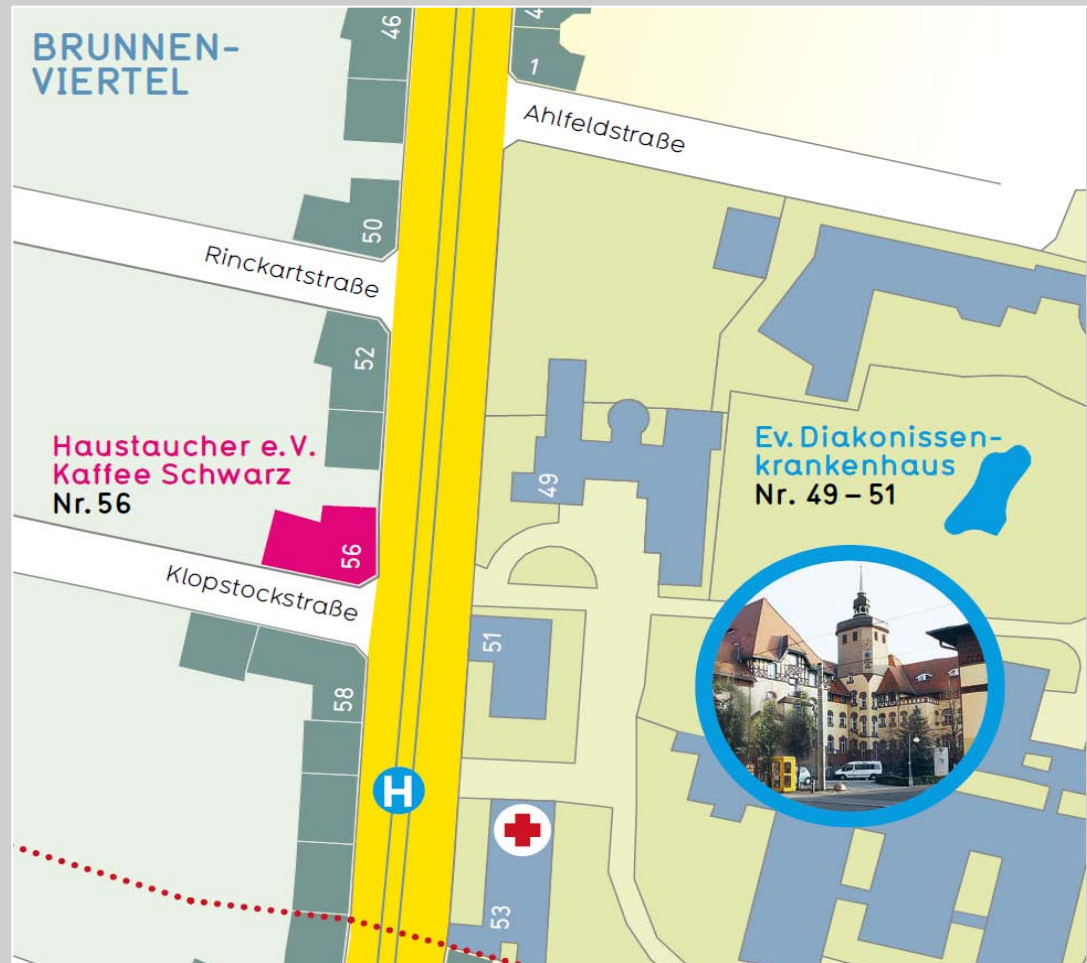 BRUNNEN-
VIERTEL
46
4
1
Ahlfeldstraße
50
Rinckartstraße
52
Haustaucher e.V.
Kaffee Schwarz
Nr. 56
49
Ev. Diakonissen-
krankenhaus
Nr. 49 – 51
56
Klopstockstraße
51
58
H
53